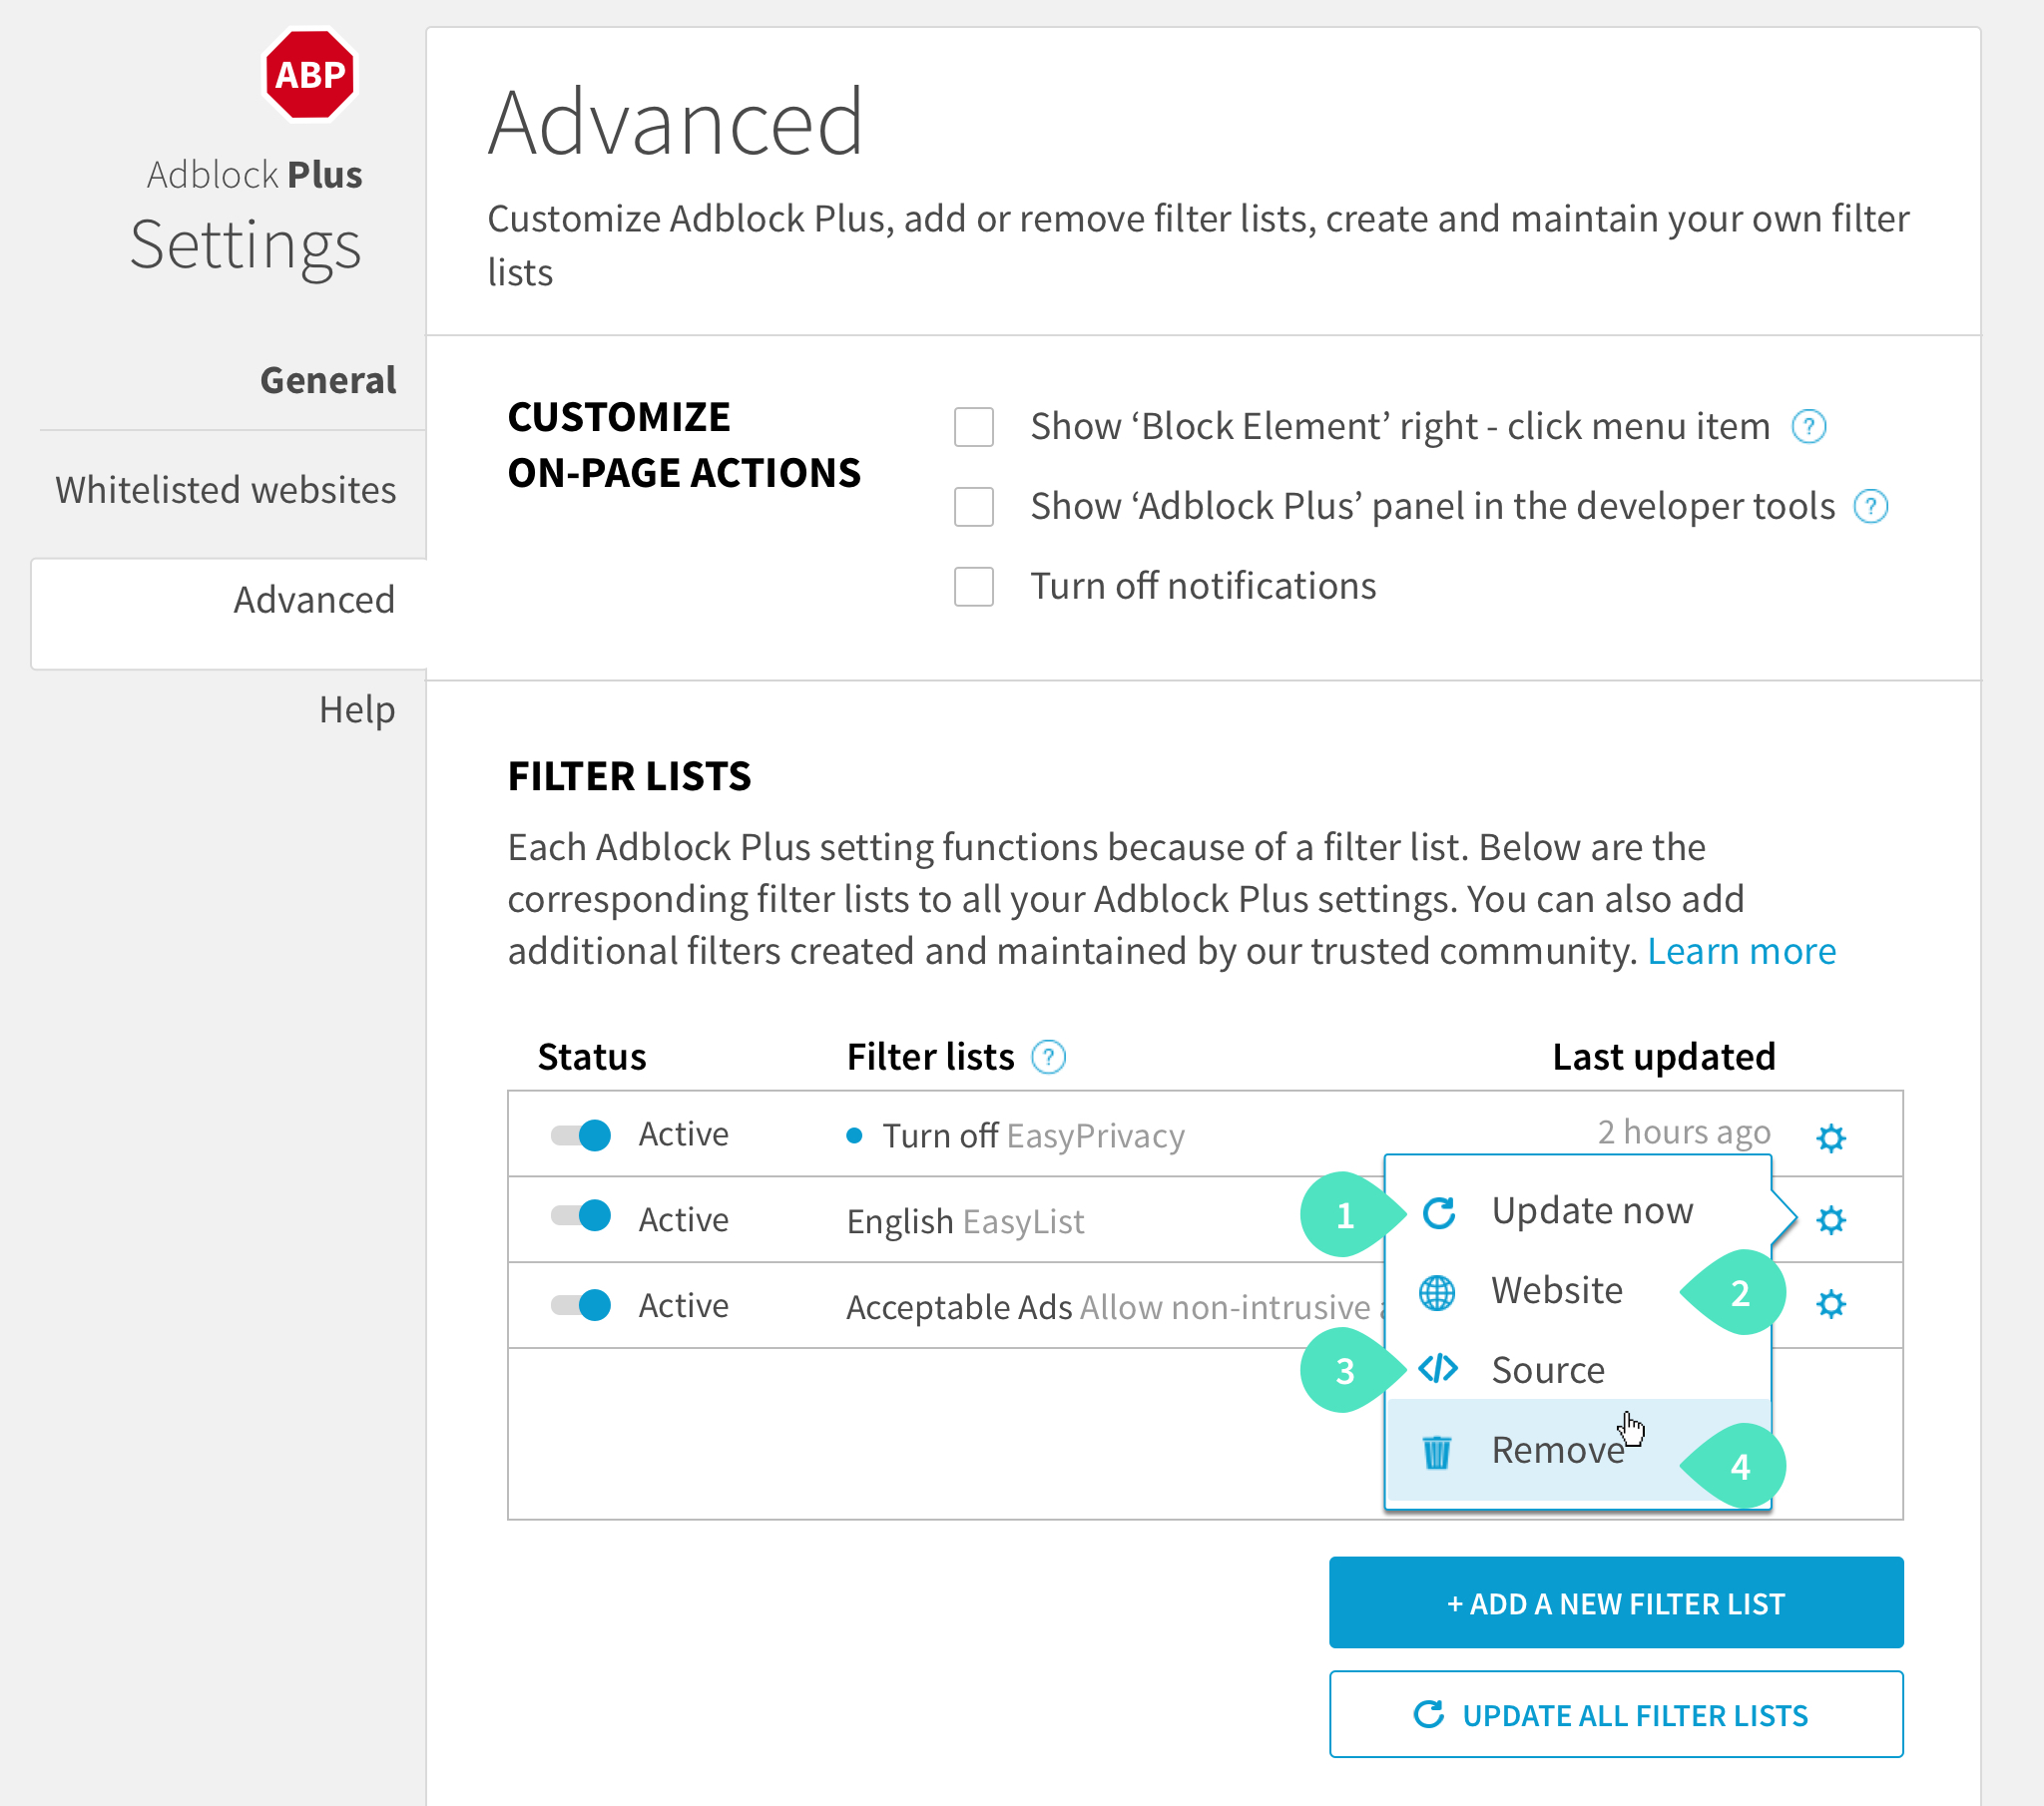 ABP
Adblock Plus
Settings
General
Whitelisted websites
Advanced
Help
Advanced
Customize Adblock Plus, add or remove filter lists, create and maintain your own filter
lists
CUSTOMIZE
ON-PAGE ACTIONS
Show ‘Block Element’ right - click menu item ?
Show ‘Adblock Plus’ panel in the developer tools ?
Turn off notifications
FILTER LISTS
Each Adblock Plus setting functions because of a filter list. Below are the
corresponding filter lists to all your Adblock Plus settings. You can also add
additional filters created and maintained by our trusted community. Learn more
Status Filter lists ? Last updated
Active Turn off EasyPrivacy 2 hours ago
Active English EasyList
Active Acceptable Ads Allow non-intrusive
1 Update now
Website 2
3 </> Source
Remove 4
+ ADD A NEW FILTER LIST
UPDATE ALL FILTER LISTS